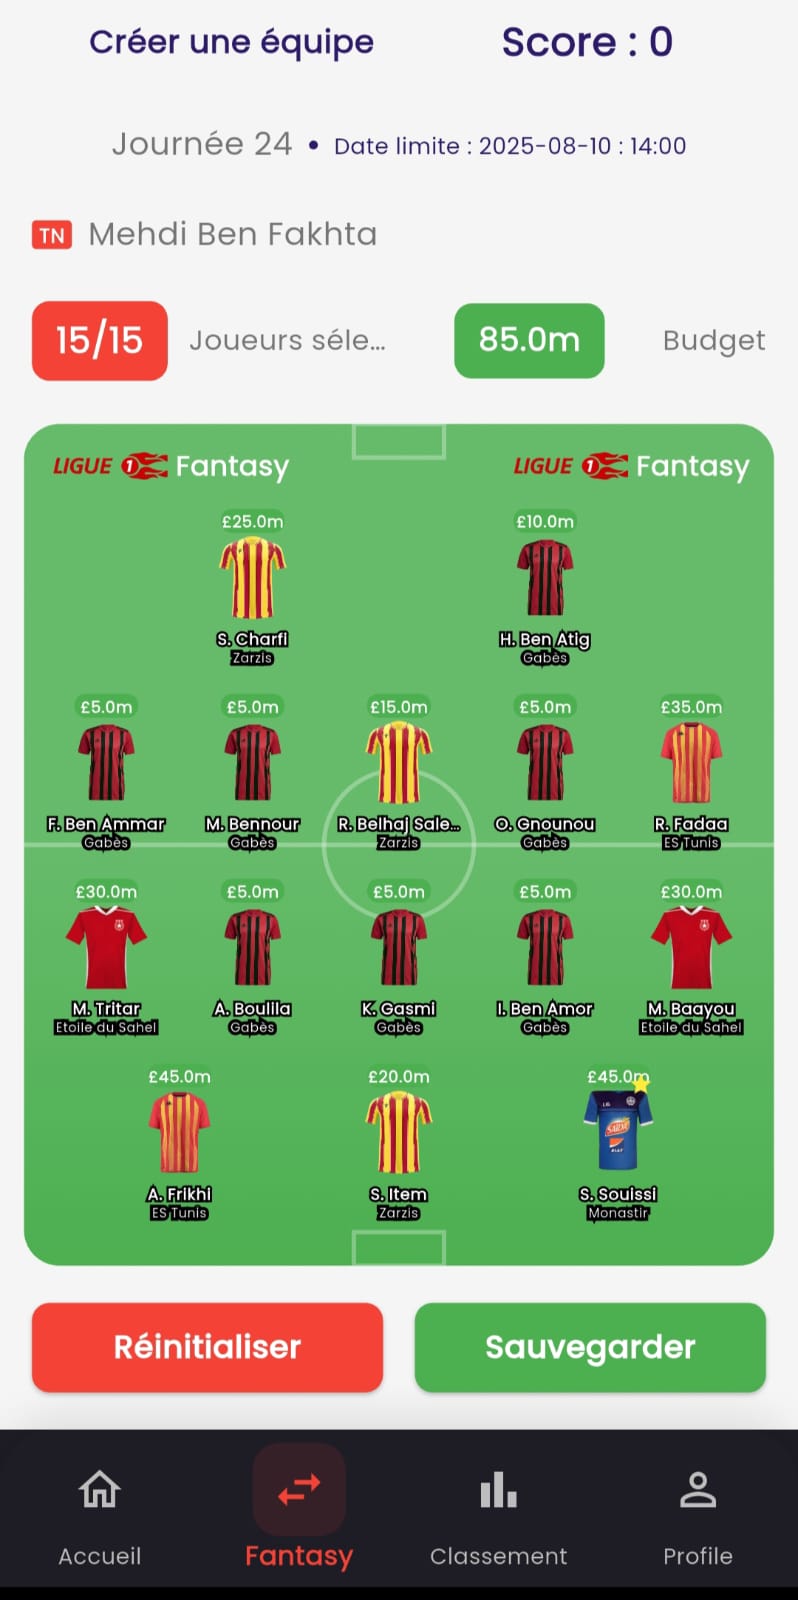 Créer une équipe
Score : 0
Journée 24 • Date limite : 2025-08-10 : 14:00
TN Mehdi Ben Fakhta
15/15 Joueurs séle... 85.0m Budget
LIGUE 1 Fantasy
LIGUE 1 Fantasy
£25.0m £10.0m
S. Charfi H. Ben Atig
Zarzis Gabès
£5.0m £5.0m £15.0m £5.0m £35.0m
F. Ben Ammar M. Bennour R. Belhaj Sale... O. Gnounou R. Fadaa
Gabès Gabès Zarzis Gabès ES Tunis
£30.0m £5.0m £5.0m £5.0m £30.0m
M. Tritar A. Boulila K. Gasmi I. Ben Amor M. Baayou
Etoile du Sahel Gabès Gabès Gabès Etoile du Sahel
£45.0m £20.0m £45.0m
A. Frikhi S. Item S. Souissi
ES Tunis Zarzis Monastir
Réinitialiser Sauvegarder
Accueil Fantasy Classement Profile